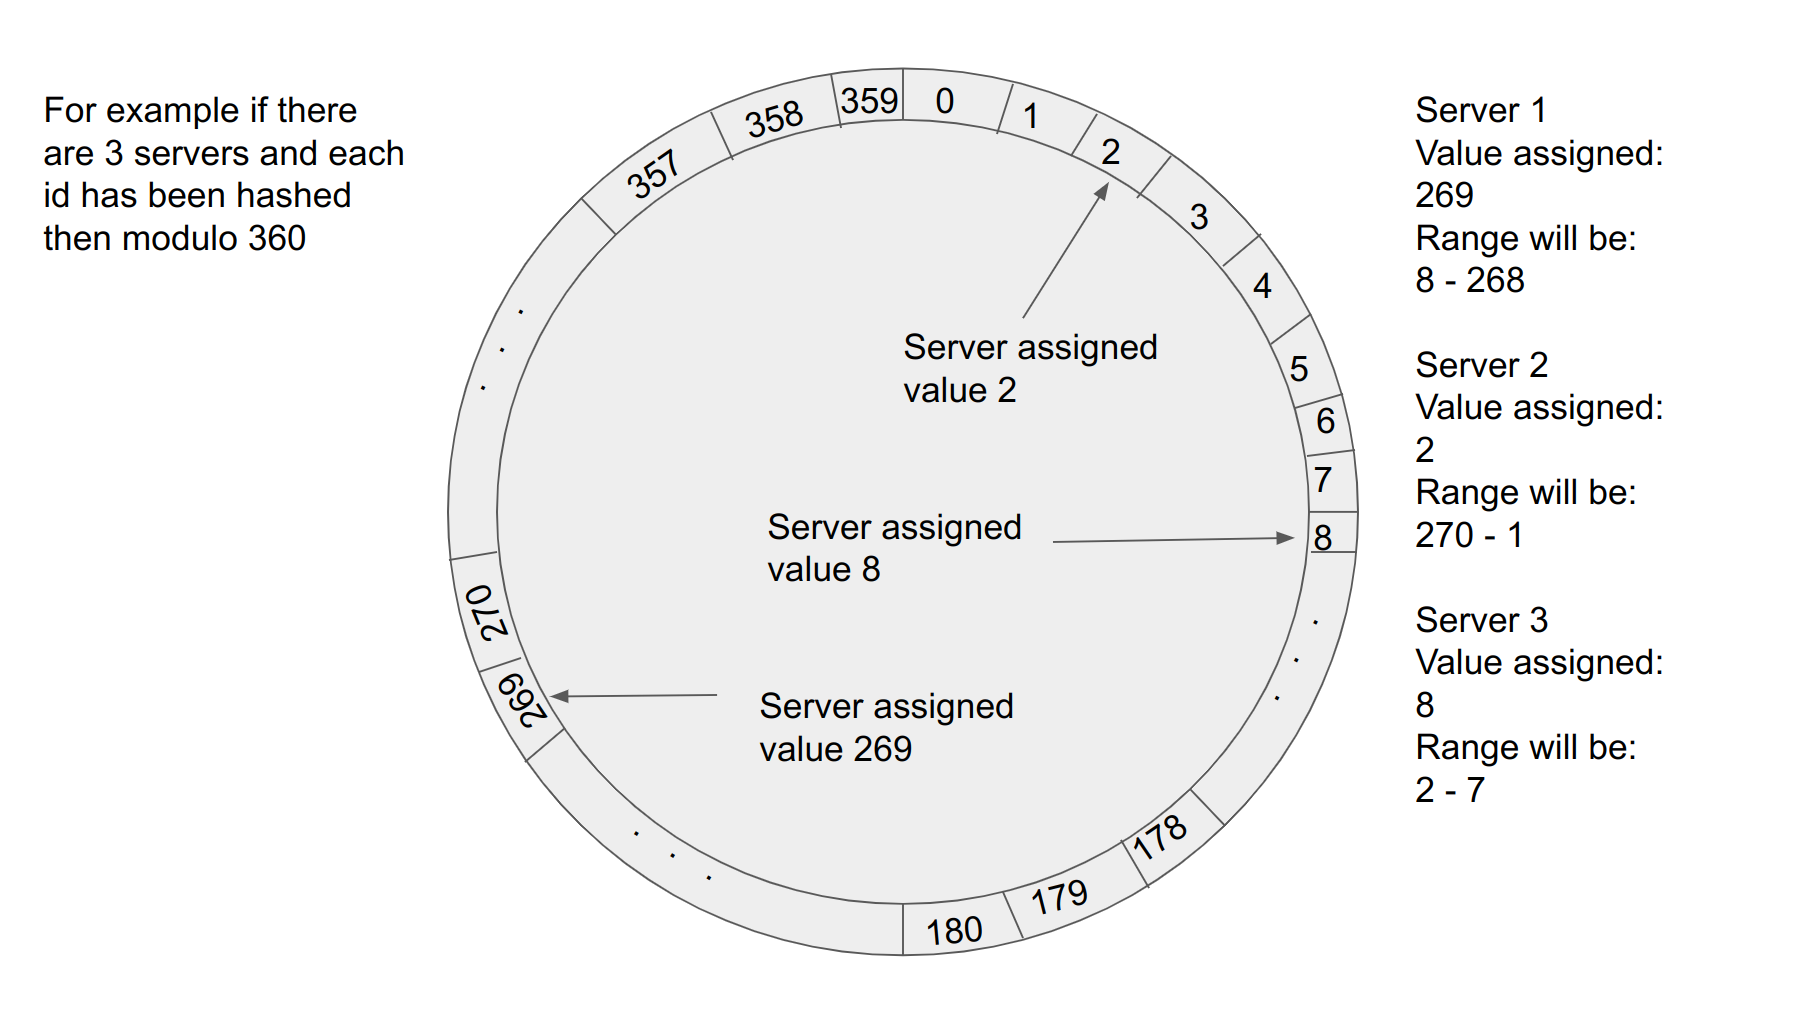 For example if there
are 3 servers and each
id has been hashed
then modulo 360
357
358
359
0
1
2
3
4
5
6
7
8
.
.
.
178
179
180
.
.
.
269
270
.
.
.
Server assigned
value 2
Server assigned
value 8
Server assigned
value 269
Server 1
Value assigned:
269
Range will be:
8 - 268
Server 2
Value assigned:
2
Range will be:
270 - 1
Server 3
Value assigned:
8
Range will be:
2 - 7